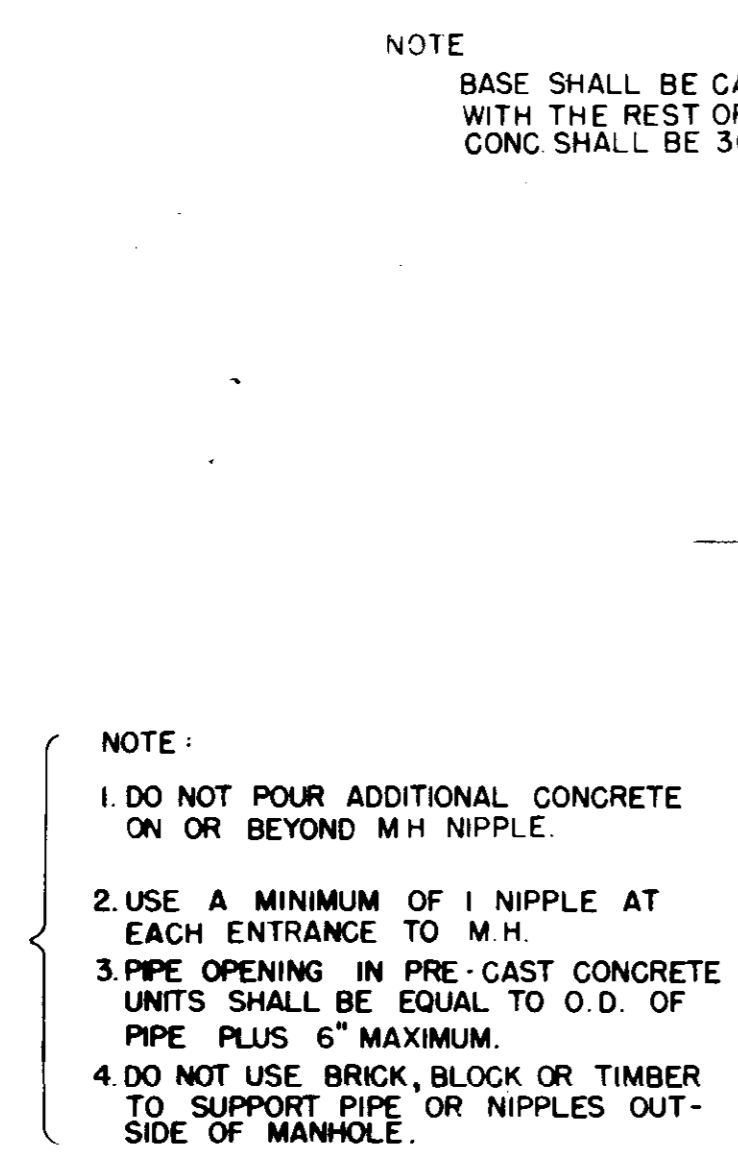 NOTE
BASE SHALL BE
WITH THE REST
CONC. SHALL BE
NOTE :
1. DO NOT POUR ADDITIONAL CONCRETE
ON OR BEYOND MH NIPPLE.
2. USE A MINIMUM OF 1 NIPPLE AT
EACH ENTRANCE TO M.H.
3. PIPE OPENING IN PRE-CAST CONCRETE
UNITS SHALL BE EQUAL TO O.D. OF
PIPE PLUS 6" MAXIMUM.
4. DO NOT USE BRICK, BLOCK OR TIMBER
TO SUPPORT PIPE OR NIPPLES OUT-
SIDE OF MANHOLE.